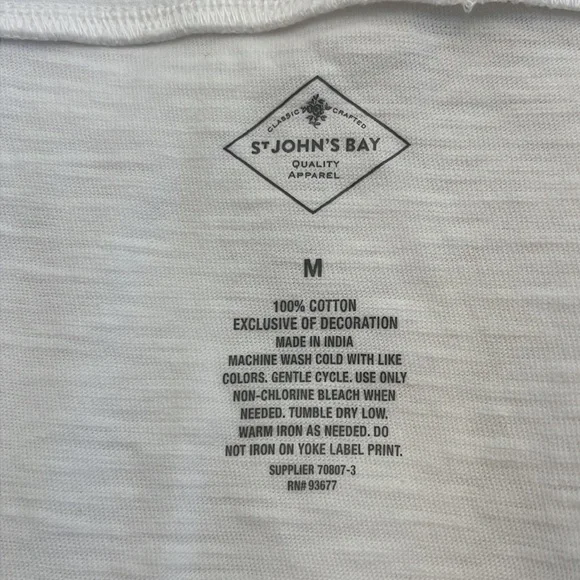 CLASSIC CRAFTED
ST JOHN'S BAY
QUALITY
APPAREL
M
100% COTTON
EXCLUSIVE OF DECORATION
MADE IN INDIA
MACHINE WASH COLD WITH LIKE
COLORS. GENTLE CYCLE. USE ONLY
NON-CHLORINE BLEACH WHEN
NEEDED. TUMBLE DRY LOW.
WARM IRON AS NEEDED. DO
NOT IRON ON YOKE LABEL PRINT.
SUPPLIER 70807-3
RN# 93677